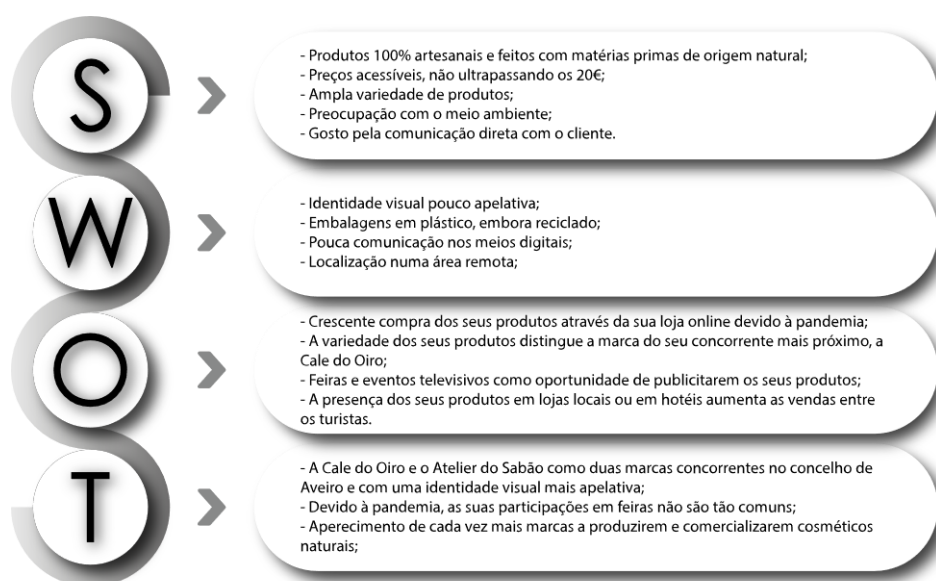 S
- Produtos 100% artesanais e feitos com matérias primas de origem natural;
- Preços acessíveis, não ultrapassando os 20€;
- Ampla variedade de produtos;
- Preocupação com o meio ambiente;
- Gosto pela comunicação direta com o cliente.
W
- Identidade visual pouco apelativa;
- Embalagens em plástico, embora reciclado;
- Pouca comunicação nos meios digitais;
- Localização numa área remota;
O
- Crescente compra dos seus produtos através da sua loja online devido à pandemia;
- A variedade dos seus produtos distingue a marca do seu concorrente mais próximo, a
Cale do Oiro;
- Feiras e eventos televisivos como oportunidade de publicitarem os seus produtos;
- A presença dos seus produtos em lojas locais ou em hotéis aumenta as vendas entre
os turistas.
T
- A Cale do Oiro e o Atelier do Sabão como duas marcas concorrentes no concelho de
Aveiro e com uma identidade visual mais apelativa;
- Devido à pandemia, as suas participações em feiras não são tão comuns;
- Aperecimento de cada vez mais marcas a produzirem e comercializarem cosméticos
naturais;